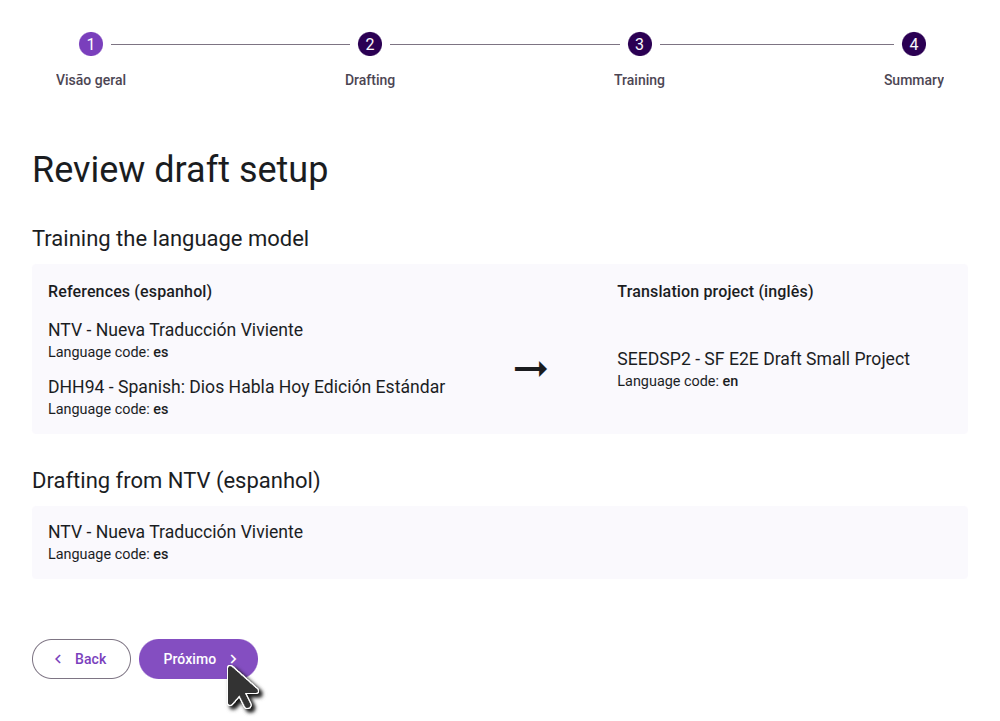 1 2 3 4
Visão geral Drafting Training Summary
Review draft setup
Training the language model
References (espanhol)
NTV - Nueva Traducción Viviente
Language code: es
DHH94 - Spanish: Dios Habla Hoy Edición Estándar
Language code: es
Translation project (inglês)
SEEDSP2 - SF E2E Draft Small Project
Language code: en
Drafting from NTV (espanhol)
NTV - Nueva Traducción Viviente
Language code: es
Back Próximo